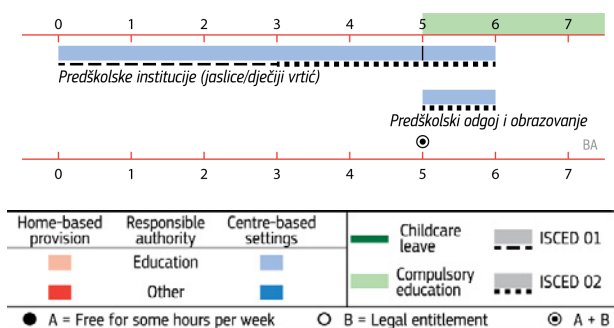 0 1 2 3 4 5 6 7
Predškolske institucije (jaslice/dječiji vrtić)
Predškolski odgoj i obrazovanje
BA
0 1 2 3 4 5 6 7
Home-based provision Responsible authority Centre-based settings
Education
Other
Childcare leave
ISCED 01
Compulsory education
ISCED 02
A = Free for some hours per week B = Legal entitlement A + B